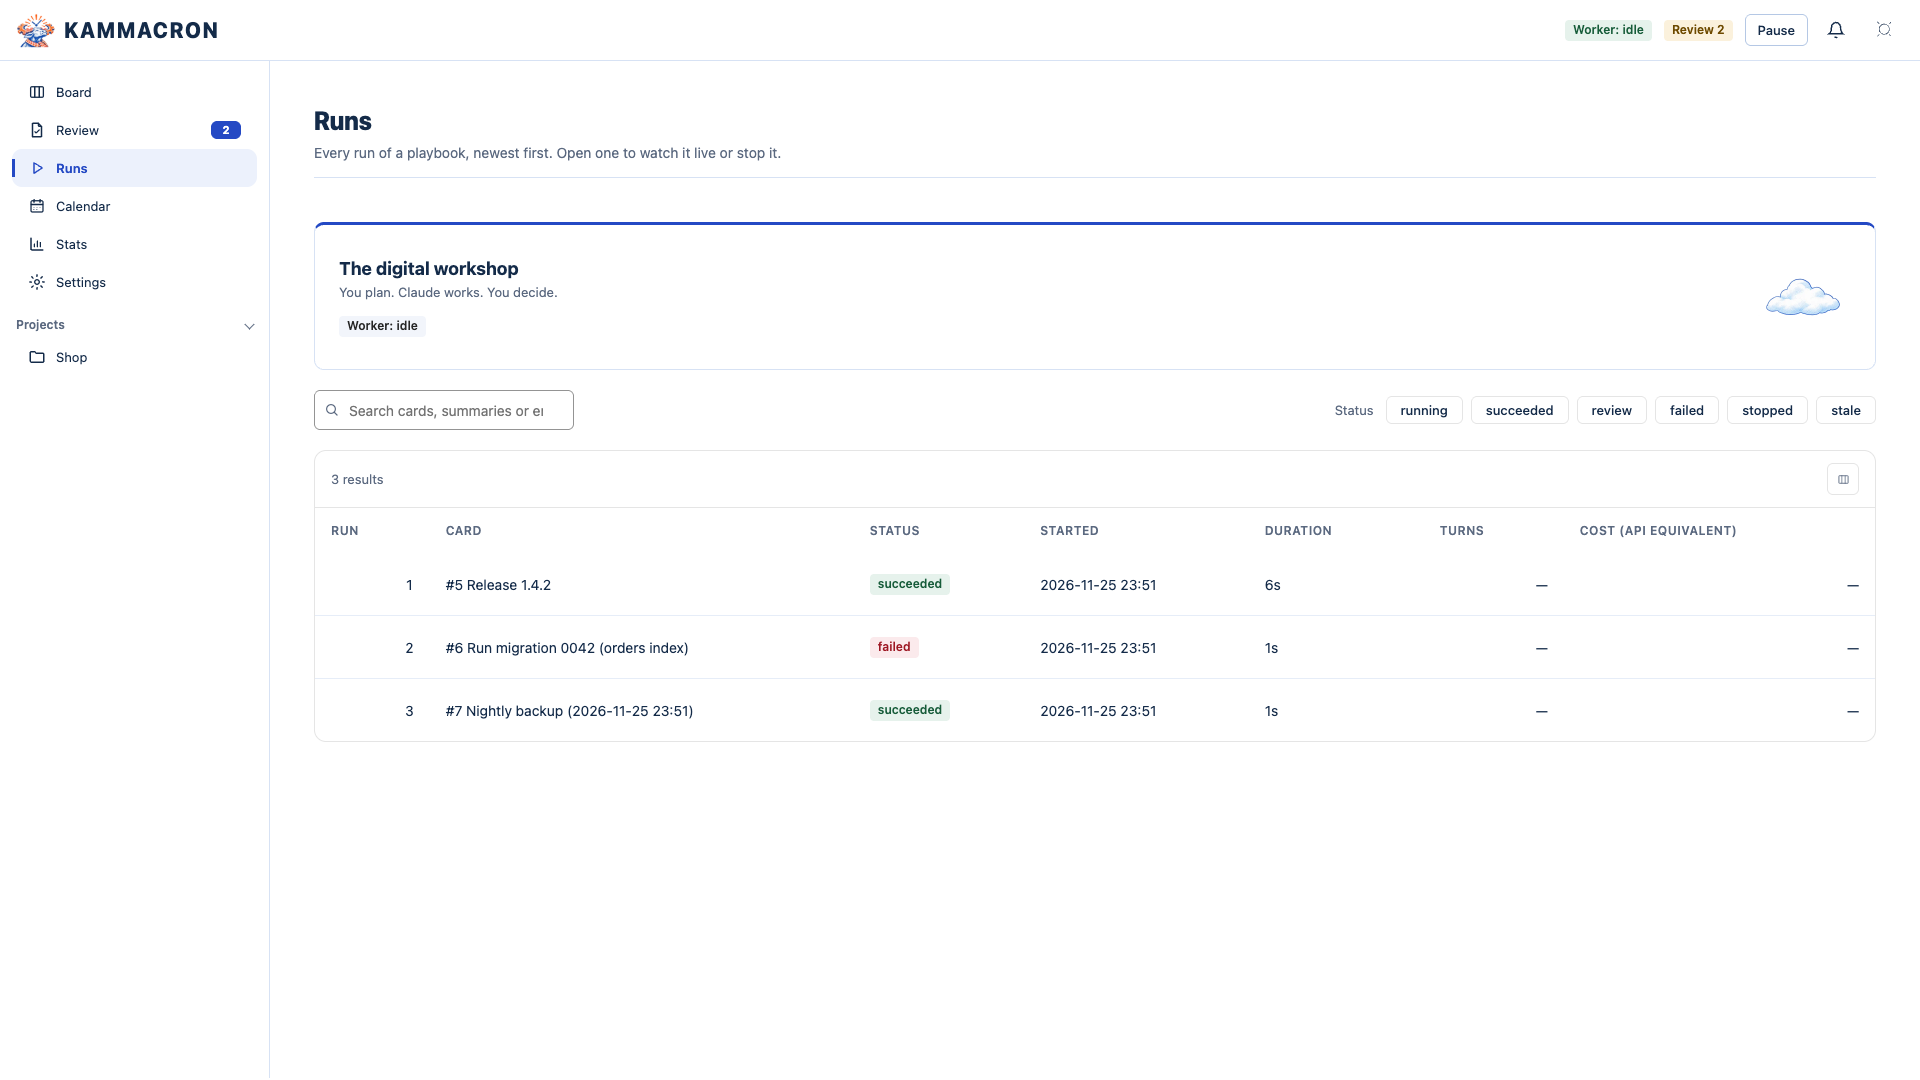 KAMMACRON
Worker: idle
Review 2
Pause
Board
Review
2
Runs
Calendar
Stats
Settings
Projects
Shop
Runs
Every run of a playbook, newest first. Open one to watch it live or stop it.
The digital workshop
You plan. Claude works. You decide.
Worker: idle
Search cards, summaries or
Status
running
succeeded
review
failed
stopped
stale
3 results
RUN CARD STATUS STARTED DURATION TURNS COST (API EQUIVALENT)
1 #5 Release 1.4.2 succeeded 2026-11-25 23:51 6s — —
2 #6 Run migration 0042 (orders index) failed 2026-11-25 23:51 1s — —
3 #7 Nightly backup (2026-11-25 23:51) succeeded 2026-11-25 23:51 1s — —